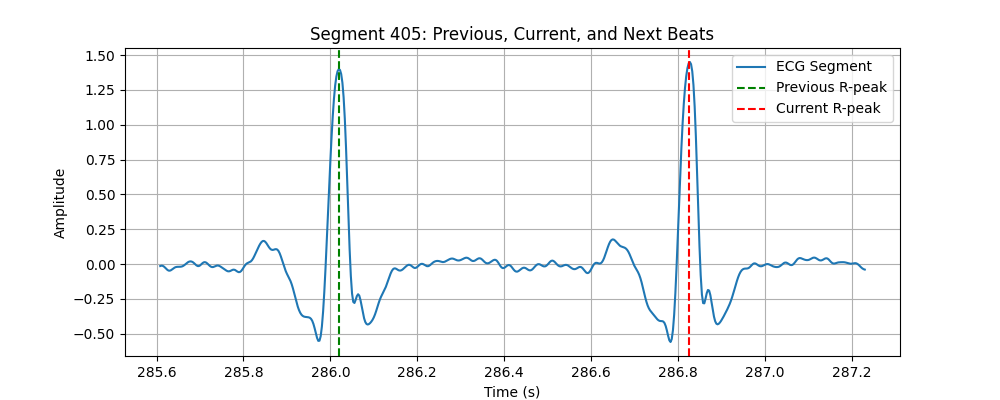 Segment 405: Previous, Current, and Next Beats
1.50
1.25
1.00
0.75
0.50
0.25
0.00
−0.25
−0.50
Amplitude
ECG Segment
Previous R-peak
Current R-peak
285.6 285.8 286.0 286.2 286.4 286.6 286.8 287.0 287.2
Time (s)